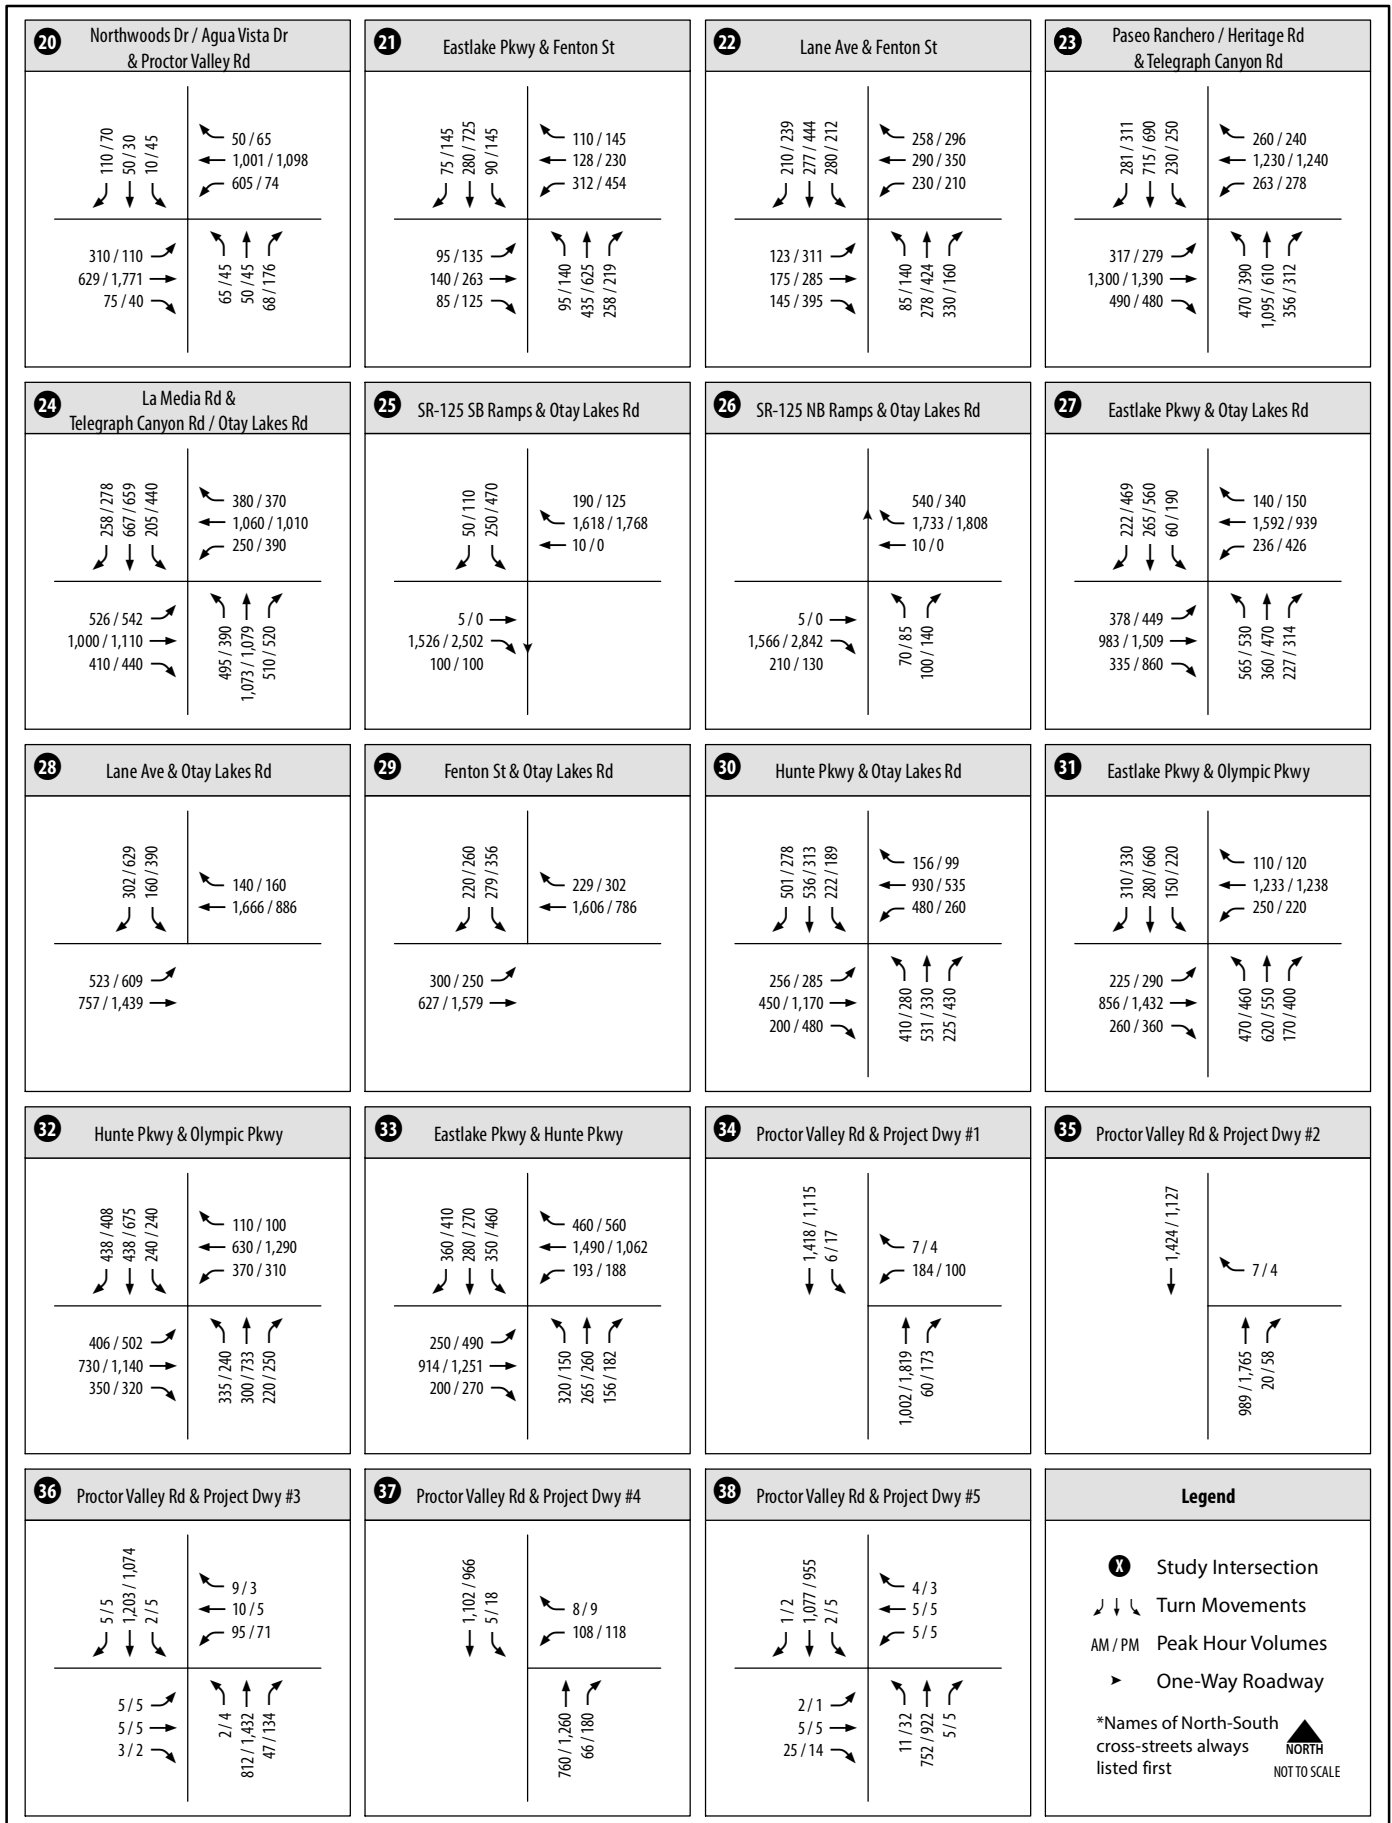 20
Northwoods Dr / Agua Vista Dr
& Proctor Valley Rd
110 / 70
50 / 30
10 / 45
50 / 65
1,001 / 1,098
605 / 74
310 / 110
629 / 1,771
75 / 40
65 / 45
50 / 45
68 / 176
21
Eastlake Pkwy & Fenton St
75 / 145
280 / 725
90 / 145
110 / 145
128 / 230
312 / 454
95 / 135
140 / 263
85 / 125
95 / 140
435 / 625
258 / 219
22
Lane Ave & Fenton St
210 / 239
277 / 444
280 / 212
258 / 296
290 / 350
230 / 210
123 / 311
175 / 285
145 / 395
85 / 140
278 / 424
330 / 160
23
Paseo Ranchero / Heritage Rd
& Telegraph Canyon Rd
281 / 311
715 / 690
230 / 250
260 / 240
1,230 / 1,240
263 / 278
317 / 279
1,300 / 1,390
490 / 480
470 / 390
1,095 / 610
356 / 312
24
La Media Rd &
Telegraph Canyon Rd / Otay Lakes Rd
258 / 278
667 / 659
205 / 440
380 / 370
1,060 / 1,010
250 / 390
526 / 542
1,000 / 1,110
410 / 440
495 / 390
1,073 / 1,079
510 / 520
25
SR-125 SB Ramps & Otay Lakes Rd
50 / 110
250 / 470
190 / 125
1,618 / 1,768
10 / 0
5 / 0
1,526 / 2,502
100 / 100
26
SR-125 NB Ramps & Otay Lakes Rd
540 / 340
1,733 / 1,808
10 / 0
5 / 0
1,566 / 2,842
210 / 130
70 / 85
100 / 140
27
Eastlake Pkwy & Otay Lakes Rd
222 / 469
265 / 560
60 / 190
140 / 150
1,592 / 939
236 / 426
378 / 449
983 / 1,509
335 / 860
565 / 530
360 / 470
227 / 314
28
Lane Ave & Otay Lakes Rd
302 / 629
160 / 390
140 / 160
1,666 / 886
523 / 609
757 / 1,439
29
Fenton St & Otay Lakes Rd
220 / 260
279 / 356
229 / 302
1,606 / 786
300 / 250
627 / 1,579
30
Hunte Pkwy & Otay Lakes Rd
501 / 278
536 / 313
222 / 189
156 / 99
930 / 535
480 / 260
256 / 285
450 / 1,170
200 / 480
410 / 280
531 / 330
225 / 430
31
Eastlake Pkwy & Olympic Pkwy
310 / 330
280 / 660
150 / 220
110 / 120
1,233 / 1,238
250 / 220
225 / 290
856 / 1,432
260 / 360
470 / 460
620 / 550
170 / 400
32
Hunte Pkwy & Olympic Pkwy
438 / 408
438 / 675
240 / 240
110 / 100
630 / 1,290
370 / 310
406 / 502
730 / 1,140
350 / 320
335 / 240
300 / 733
220 / 250
33
Eastlake Pkwy & Hunte Pkwy
360 / 410
280 / 270
350 / 460
460 / 560
1,490 / 1,062
193 / 188
250 / 490
914 / 1,251
200 / 270
320 / 150
265 / 260
156 / 182
34
Proctor Valley Rd & Project Dwy #1
1,418 / 1,115
6 / 17
7 / 4
184 / 100
1,002 / 1,819
60 / 173
35
Proctor Valley Rd & Project Dwy #2
1,424 / 1,127
7 / 4
989 / 1,765
20 / 58
36
Proctor Valley Rd & Project Dwy #3
5 / 5
1,203 / 1,074
2 / 5
9 / 3
10 / 5
95 / 71
5 / 5
5 / 5
3 / 2
2 / 4
812 / 1,432
47 / 134
37
Proctor Valley Rd & Project Dwy #4
1,102 / 966
5 / 18
8 / 9
108 / 118
760 / 1,260
66 / 180
38
Proctor Valley Rd & Project Dwy #5
1 / 2
1,077 / 955
2 / 5
4 / 3
5 / 5
5 / 5
2 / 1
5 / 5
25 / 14
11 / 32
752 / 922
5 / 5
Legend
X Study Intersection
Turn Movements
AM / PM Peak Hour Volumes
One-Way Roadway
*Names of North-South
cross-streets always
listed first
NORTH
NOT TO SCALE